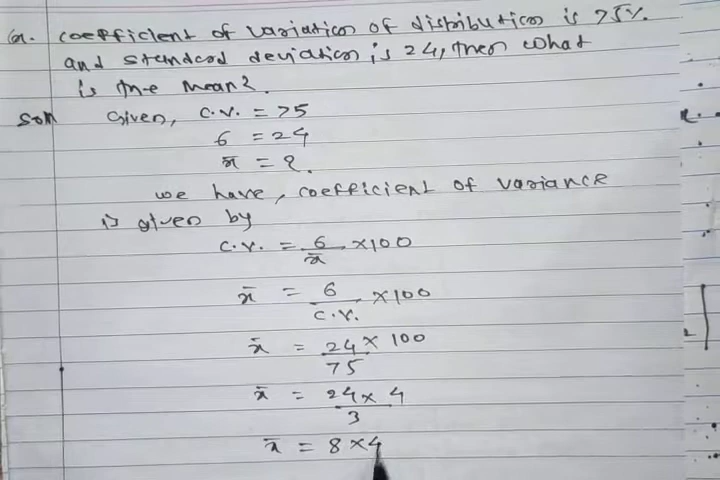 Q. coefficient of variation of distribution is 75%.
and standard deviation is 24, then what
is the mean?
Soln Given, C.V. = 75
σ = 24
x̄ = ?
we have, coefficient of variance
is given by
C.V. = σ/x̄ × 100
x̄ = σ/C.V. × 100
x̄ = 24 × 100/75
x̄ = 24 × 4/3
x̄ = 8 × 4